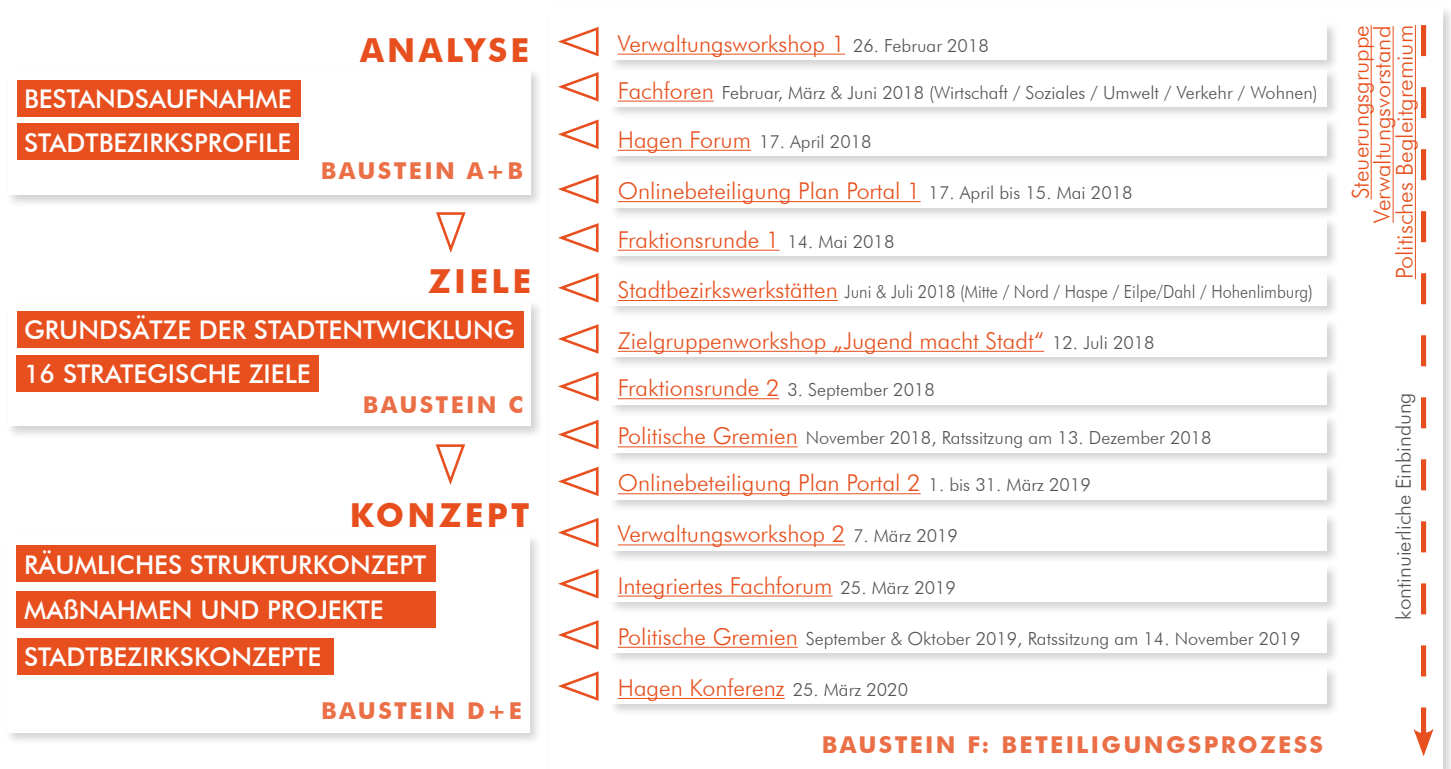 ANALYSE
BESTANDSAUFNAHME
STADTBEZIRKSPROFILE
BAUSTEIN A+B
ZIELE
GRUNDSÄTZE DER STADTENTWICKLUNG
16 STRATEGISCHE ZIELE
BAUSTEIN C
KONZEPT
RÄUMLICHES STRUKTURKONZEPT
MAßNAHMEN UND PROJEKTE
STADTBEZIRKSKONZEPTE
BAUSTEIN D+E
Verwaltungsworkshop 1 26. Februar 2018
Fachforen Februar, März & Juni 2018 (Wirtschaft / Soziales / Umwelt / Verkehr / Wohnen)
Hagen Forum 17. April 2018
Onlinebeteiligung Plan Portal 1 17. April bis 15. Mai 2018
Fraktionsrunde 1 14. Mai 2018
Stadtbezirkswerkstätten Juni & Juli 2018 (Mitte / Nord / Haspe / Eilpe/Dahl / Hohenlimburg)
Zielgruppenworkshop „Jugend macht Stadt“ 12. Juli 2018
Fraktionsrunde 2 3. September 2018
Politische Gremien November 2018, Ratssitzung am 13. Dezember 2018
Onlinebeteiligung Plan Portal 2 1. bis 31. März 2019
Verwaltungsworkshop 2 7. März 2019
Integriertes Fachforum 25. März 2019
Politische Gremien September & Oktober 2019, Ratssitzung am 14. November 2019
Hagen Konferenz 25. März 2020
BAUSTEIN F: BETEILIGUNGSPROZESS
Steuerungsgruppe
Verwaltungsvorstand
Politisches Begleitgremium
kontinuierliche Einbindung